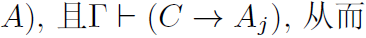 A), 且Γ ⊢ (C → A_j), 从而